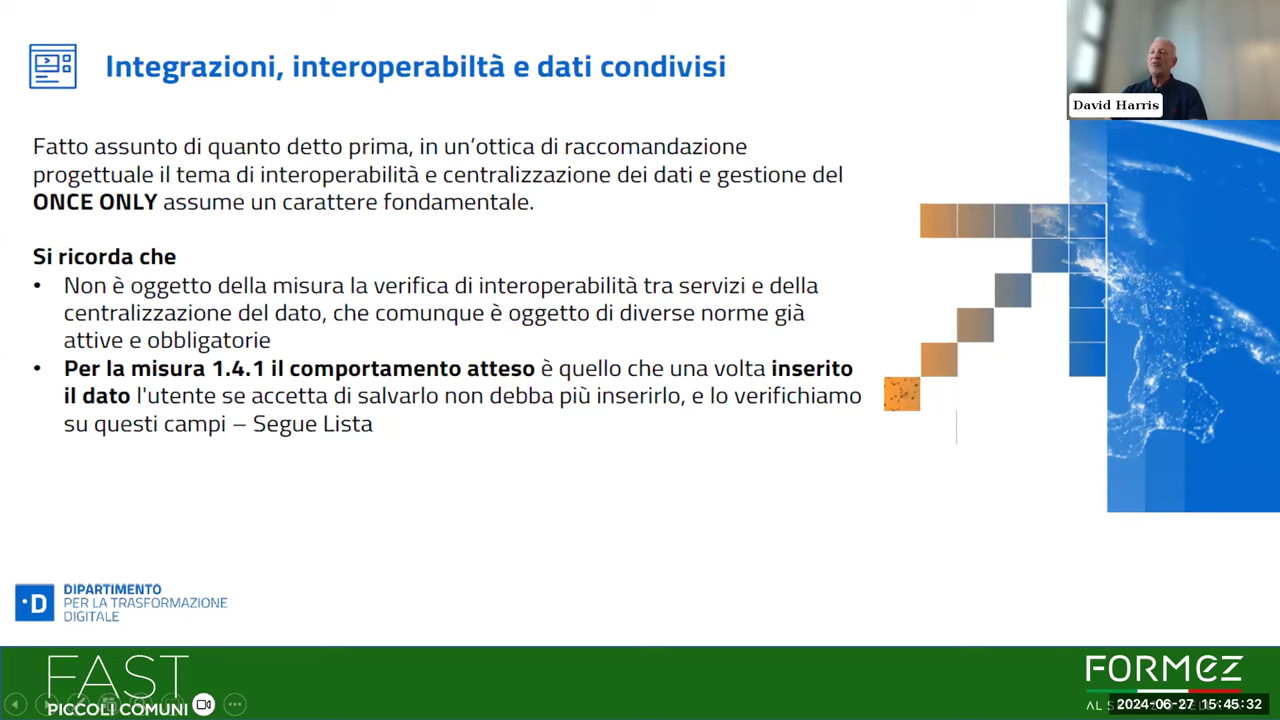 Integrazioni, interoperabiltà e dati condivisi
David Harris
Fatto assunto di quanto detto prima, in un’ottica di raccomandazione
progettuale il tema di interoperabilità e centralizzazione dei dati e gestione del
ONCE ONLY assume un carattere fondamentale.
Si ricorda che
• Non è oggetto della misura la verifica di interoperabilità tra servizi e della
centralizzazione del dato, che comunque è oggetto di diverse norme già
attive e obbligatorie
• Per la misura 1.4.1 il comportamento atteso è quello che una volta inserito
il dato l'utente se accetta di salvarlo non debba più inserirlo, e lo verifichiamo
su questi campi – Segue Lista
DIPARTIMENTO
PER LA TRASFORMAZIONE
DIGITALE
FAST
PICCOLI COMUNI
FORMEZ
2024-06-27 15:45:32